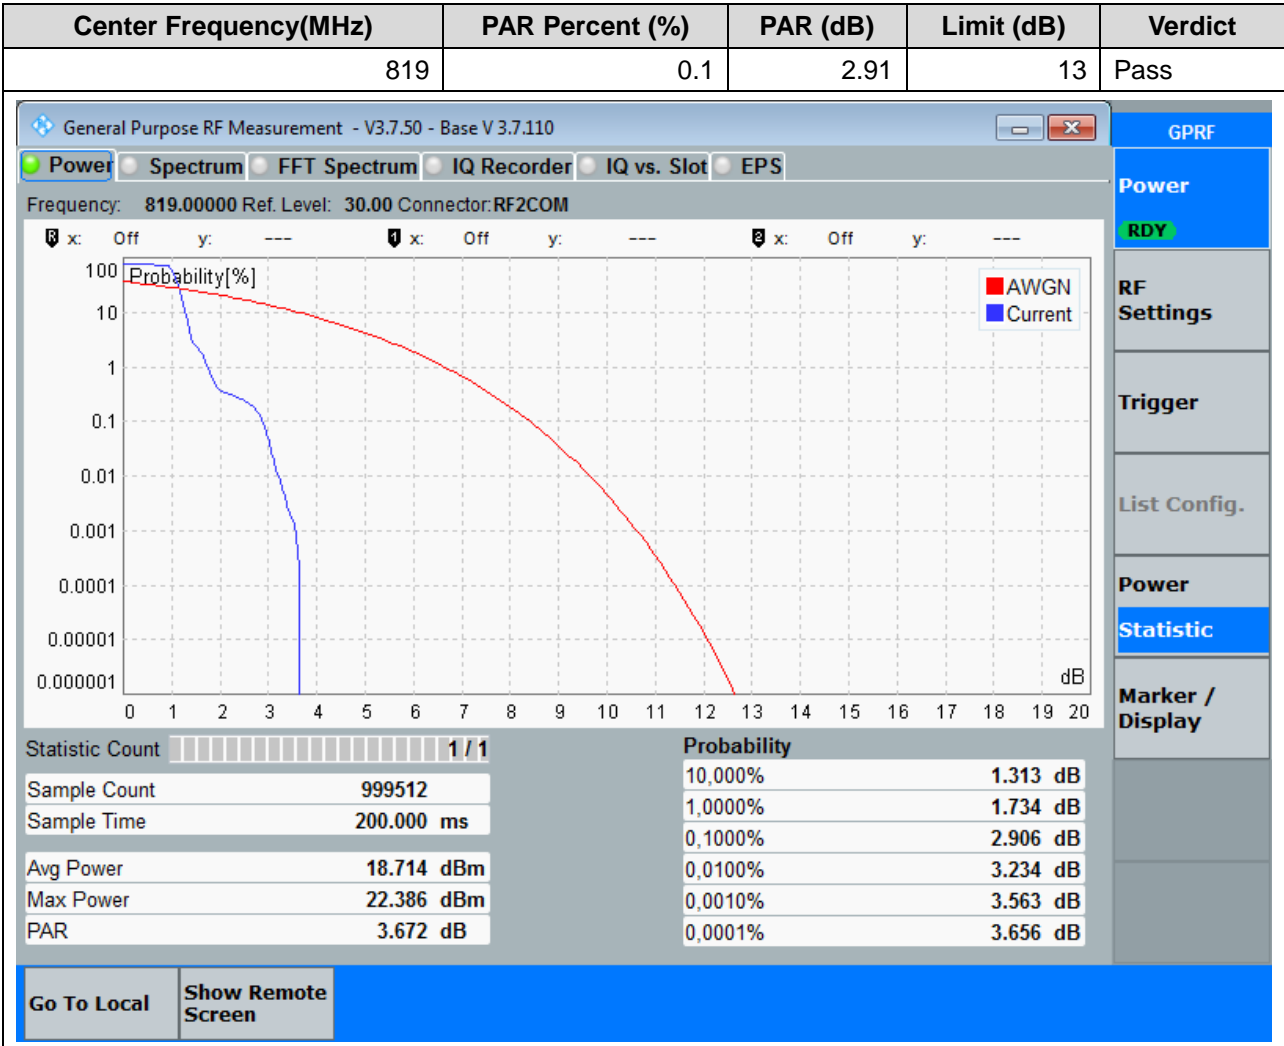 Center Frequency(MHz) PAR Percent (%) PAR (dB) Limit (dB) Verdict
819 0.1 2.91 13 Pass
General Purpose RF Measurement - V3.7.50 - Base V 3.7.110
GPRF
Power Spectrum FFT Spectrum IQ Recorder IQ vs. Slot EPS
Frequency: 819.00000 Ref. Level: 30.00 Connector: RF2COM
R x: Off y: --- 1 x: Off y: --- 2 x: Off y: ---
Probability[%]
AWGN
Current
100
10
1
0.1
0.01
0.001
0.0001
0.00001
0.000001
dB
0 1 2 3 4 5 6 7 8 9 10 11 12 13 14 15 16 17 18 19 20
Statistic Count 1 / 1
Sample Count 999512
Sample Time 200.000 ms
Avg Power 18.714 dBm
Max Power 22.386 dBm
PAR 3.672 dB
Probability
10,000% 1.313 dB
1,0000% 1.734 dB
0,1000% 2.906 dB
0,0100% 3.234 dB
0,0010% 3.563 dB
0,0001% 3.656 dB
Power
RDY
RF
Settings
Trigger
List Config.
Power
Statistic
Marker /
Display
Go To Local
Show Remote
Screen